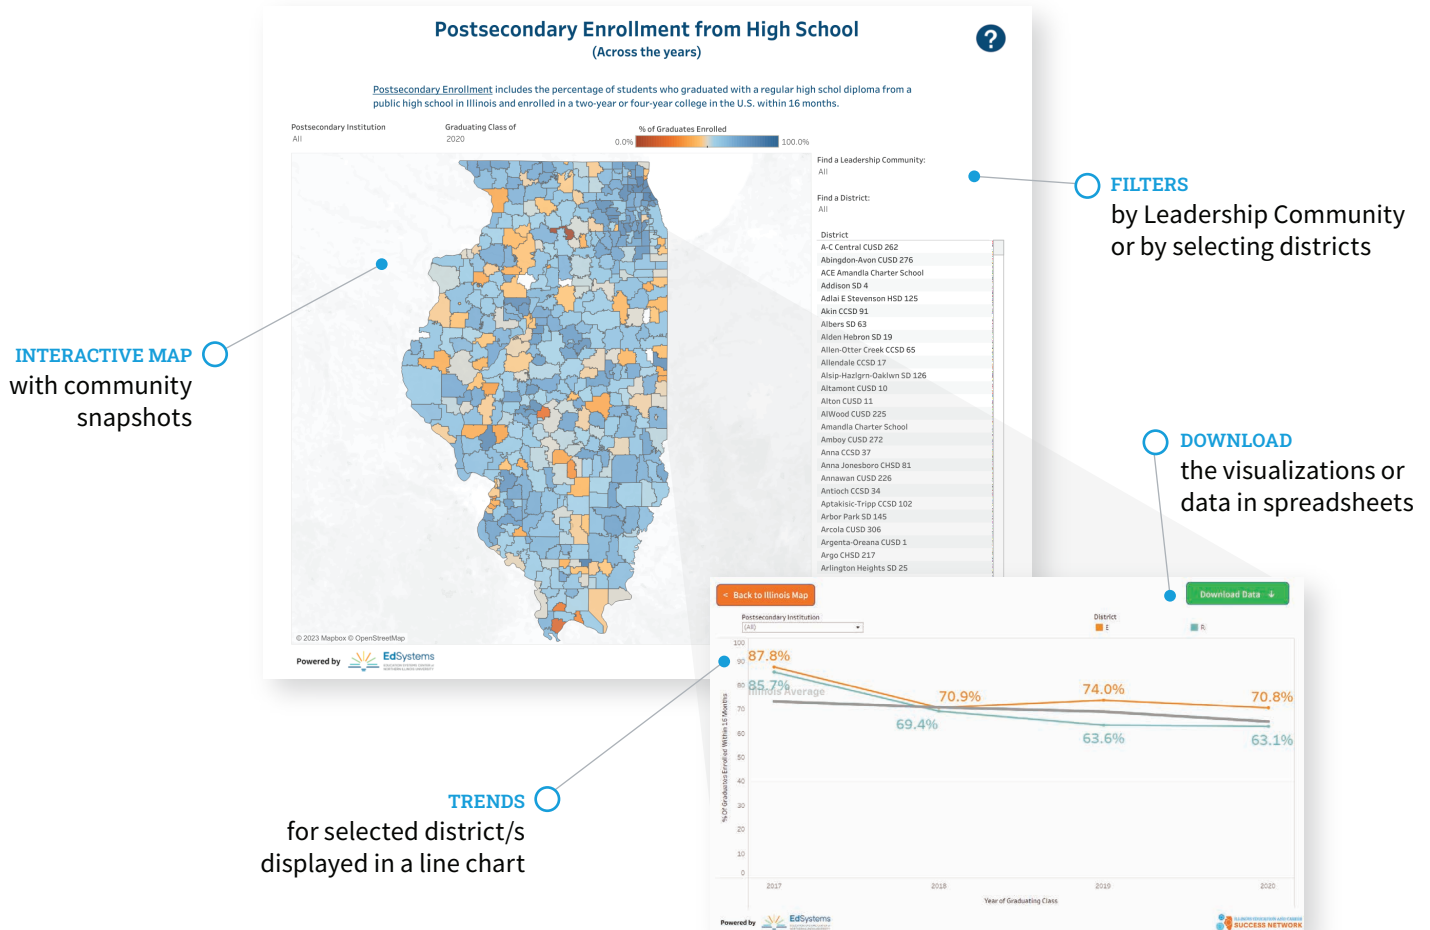 Postsecondary Enrollment from High School
(Across the years)
?
Postsecondary Enrollment includes the percentage of students who graduated with a regular high schol diploma from a
public high school in Illinois and enrolled in a two-year or four-year college in the U.S. within 16 months.
Postsecondary Institution
All
Graduating Class of
2020
% of Graduates Enrolled
0.0% 100.0%
Find a Leadership Community:
All
Find a District:
All
District
A-C Central CUSD 262
Abingdon-Avon CUSD 276
ACE Amandla Charter School
Addison SD 4
Adlai E Stevenson HSD 125
Akin CCSD 91
Albers SD 63
Alden Hebron SD 19
Allen-Otter Creek CCSD 65
Allendale CCSD 17
Alsip-Hazlgrn-Oaklwn SD 126
Altamont CUSD 10
Alton CUSD 11
AlWood CUSD 225
Amandla Charter School
Amboy CUSD 272
Anna CCSD 37
Anna Jonesboro CHSD 81
Annawan CUSD 226
Antioch CCSD 34
Aptakisic-Tripp CCSD 102
Arbor Park SD 145
Arcola CUSD 306
Argenta-Oreana CUSD 1
Argo CHSD 217
Arlington Heights SD 25
© 2023 Mapbox © OpenStreetMap
Powered by
EdSystems
FILTERS
by Leadership Community
or by selecting districts
INTERACTIVE MAP
with community
snapshots
DOWNLOAD
the visualizations or
data in spreadsheets
TRENDS
for selected district/s
displayed in a line chart
< Back to Illinois Map
Download Data ↓
Postsecondary Institution
(All)
District
E
R
% Of Graduates Enrolled Within 16 Months
100
90
80
70
60
50
40
30
20
10
0
87.8%
85.7%
Illinois Average
70.9%
69.4%
74.0%
63.6%
70.8%
63.1%
2017 2018 2019 2020
Year of Graduating Class
Powered by
EdSystems
ILLINOIS EDUCATION AND CAREER
SUCCESS NETWORK